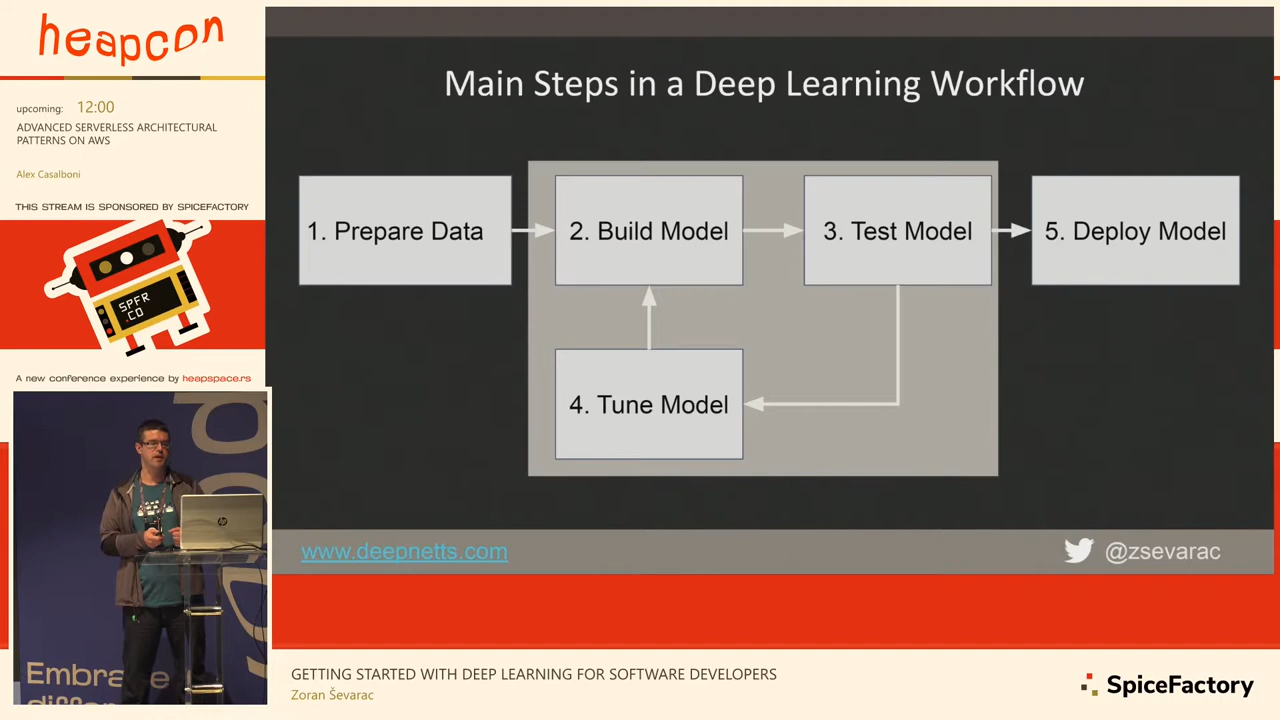 heapcon
upcoming: 12:00
ADVANCED SERVERLESS ARCHITECTURAL
PATTERNS ON AWS
Alex Casalboni
THIS STREAM IS SPONSORED BY SPICEFACTORY
SPFR
.CO
A new conference experience by heapspace.rs
Main Steps in a Deep Learning Workflow
1. Prepare Data
2. Build Model
3. Test Model
5. Deploy Model
4. Tune Model
www.deepnetts.com
@zsevarac
hp
Embra
GETTING STARTED WITH DEEP LEARNING FOR SOFTWARE DEVELOPERS
Zoran Ševarac
SpiceFactory